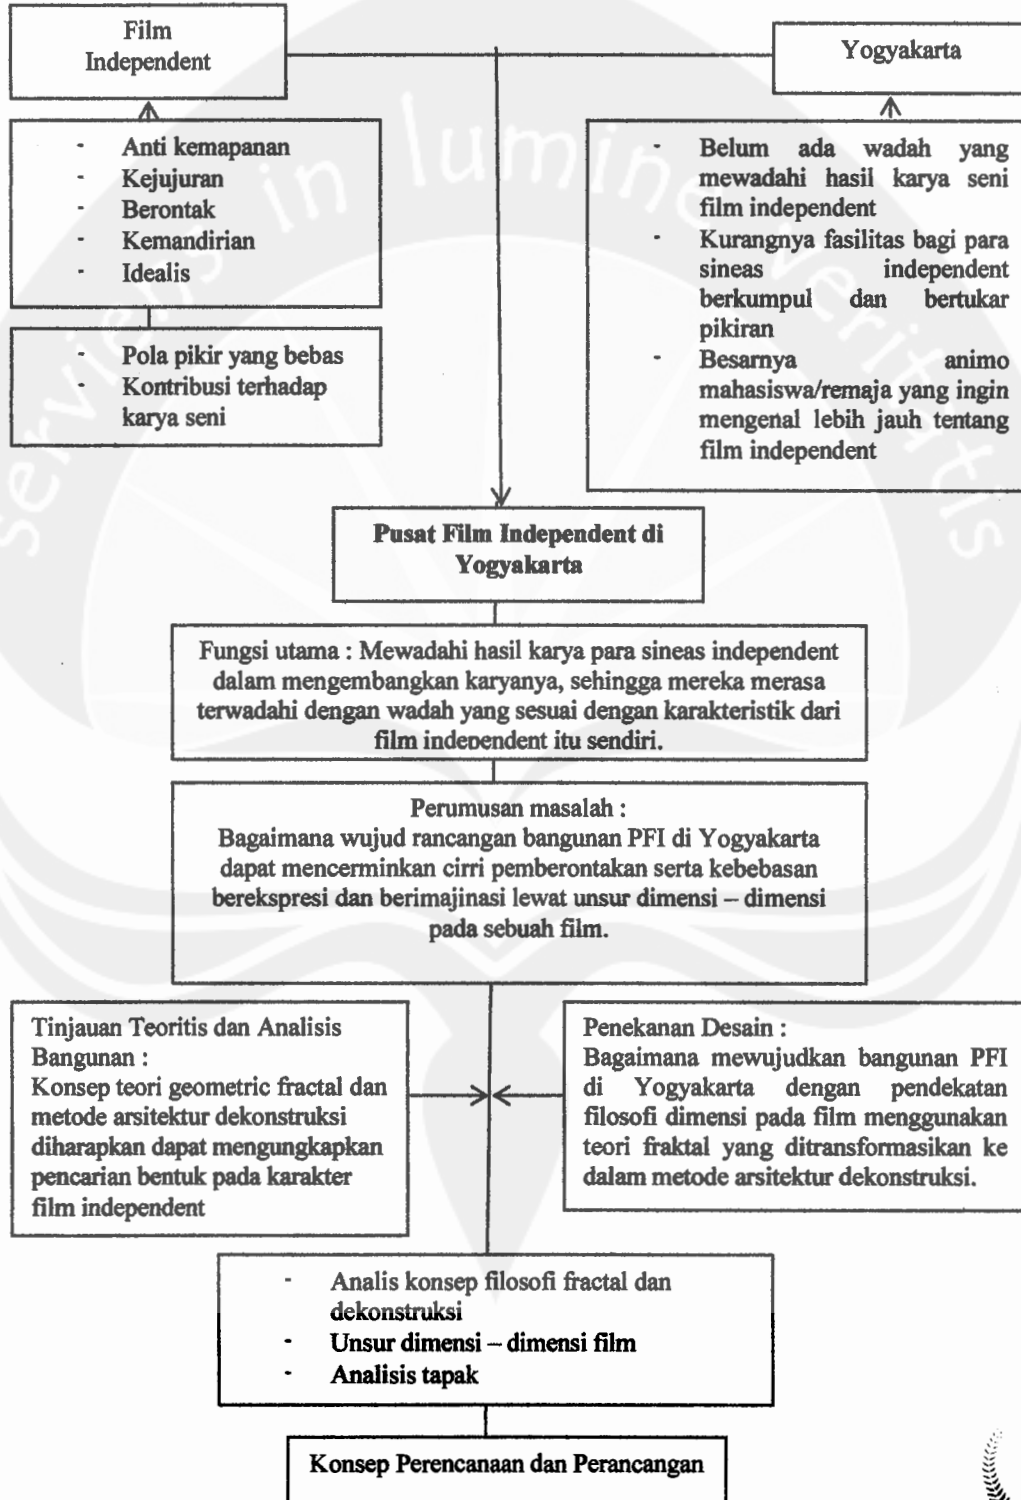 Film
Independent
Yogyakarta
- Anti kemapanan
- Kejujuran
- Berontak
- Kemandirian
- Idealis
- Pola pikir yang bebas
- Kontribusi terhadap
karya seni
- Belum ada wadah yang
mewadahi hasil karya seni
film independent
- Kurangnya fasilitas bagi para
sineas independent
berkumpul dan bertukar
pikiran
- Besarnya animo
mahasiswa/remaja yang ingin
mengenal lebih jauh tentang
film independent
Pusat Film Independent di
Yogyakarta
Fungsi utama : Mewadahi hasil karya para sineas independent
dalam mengembangkan karyanya, sehingga mereka merasa
terwadahi dengan wadah yang sesuai dengan karakteristik dari
film independent itu sendiri.
Perumusan masalah :
Bagaimana wujud rancangan bangunan PFI di Yogyakarta
dapat mencerminkan cirri pemberontakan serta kebebasan
berekspresi dan berimajinasi lewat unsur dimensi – dimensi
pada sebuah film.
Tinjauan Teoritis dan Analisis
Bangunan :
Konsep teori geometric fractal dan
metode arsitektur dekonstruksi
diharapkan dapat mengungkapkan
pencarian bentuk pada karakter
film independent
Penekanan Desain :
Bagaimana mewujudkan bangunan PFI
di Yogyakarta dengan pendekatan
filosofi dimensi pada film menggunakan
teori fraktal yang ditransformasikan ke
dalam metode arsitektur dekonstruksi.
- Analis konsep filosofi fractal dan
dekonstruksi
- Unsur dimensi – dimensi film
- Analisis tapak
Konsep Perencanaan dan Perancangan
serviens in lumine veritatis